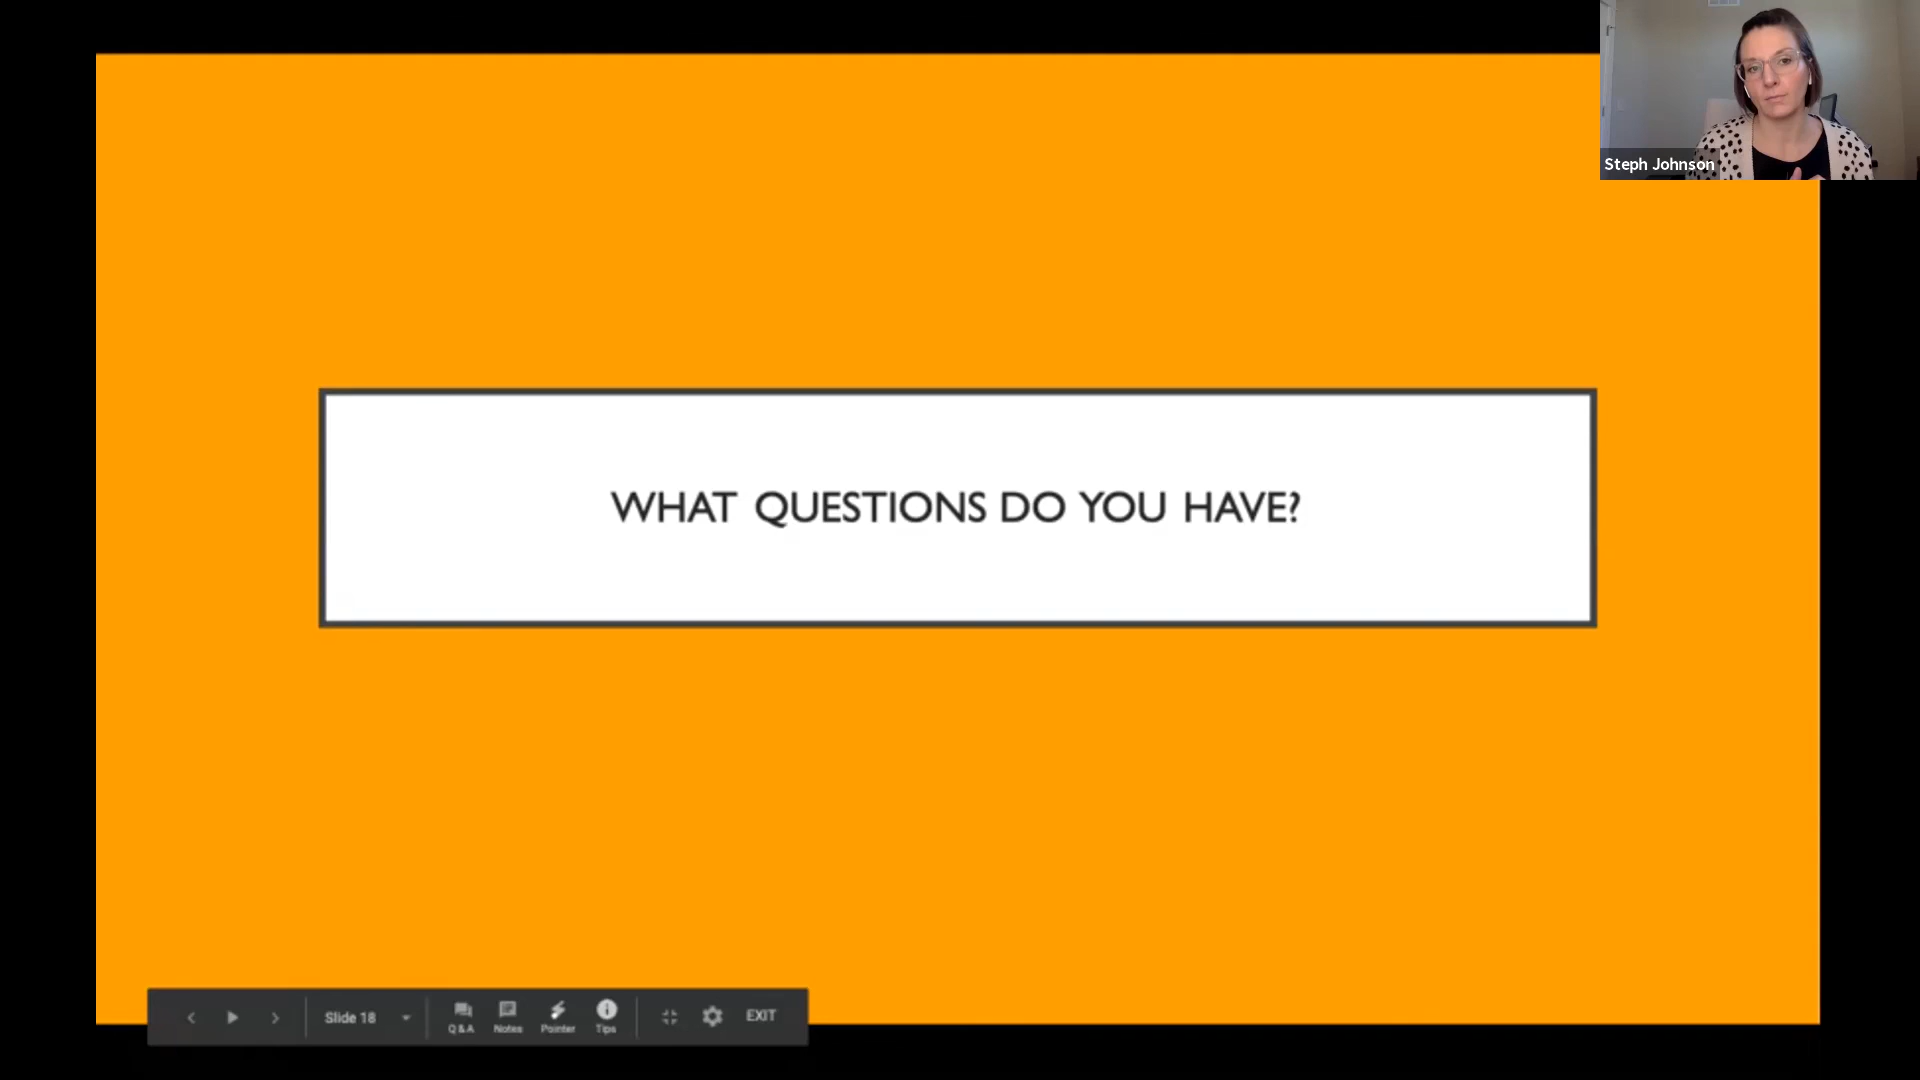 Steph Johnson
WHAT QUESTIONS DO YOU HAVE?
Slide 18
Q & A
Notes
Pointer
Tips
EXIT